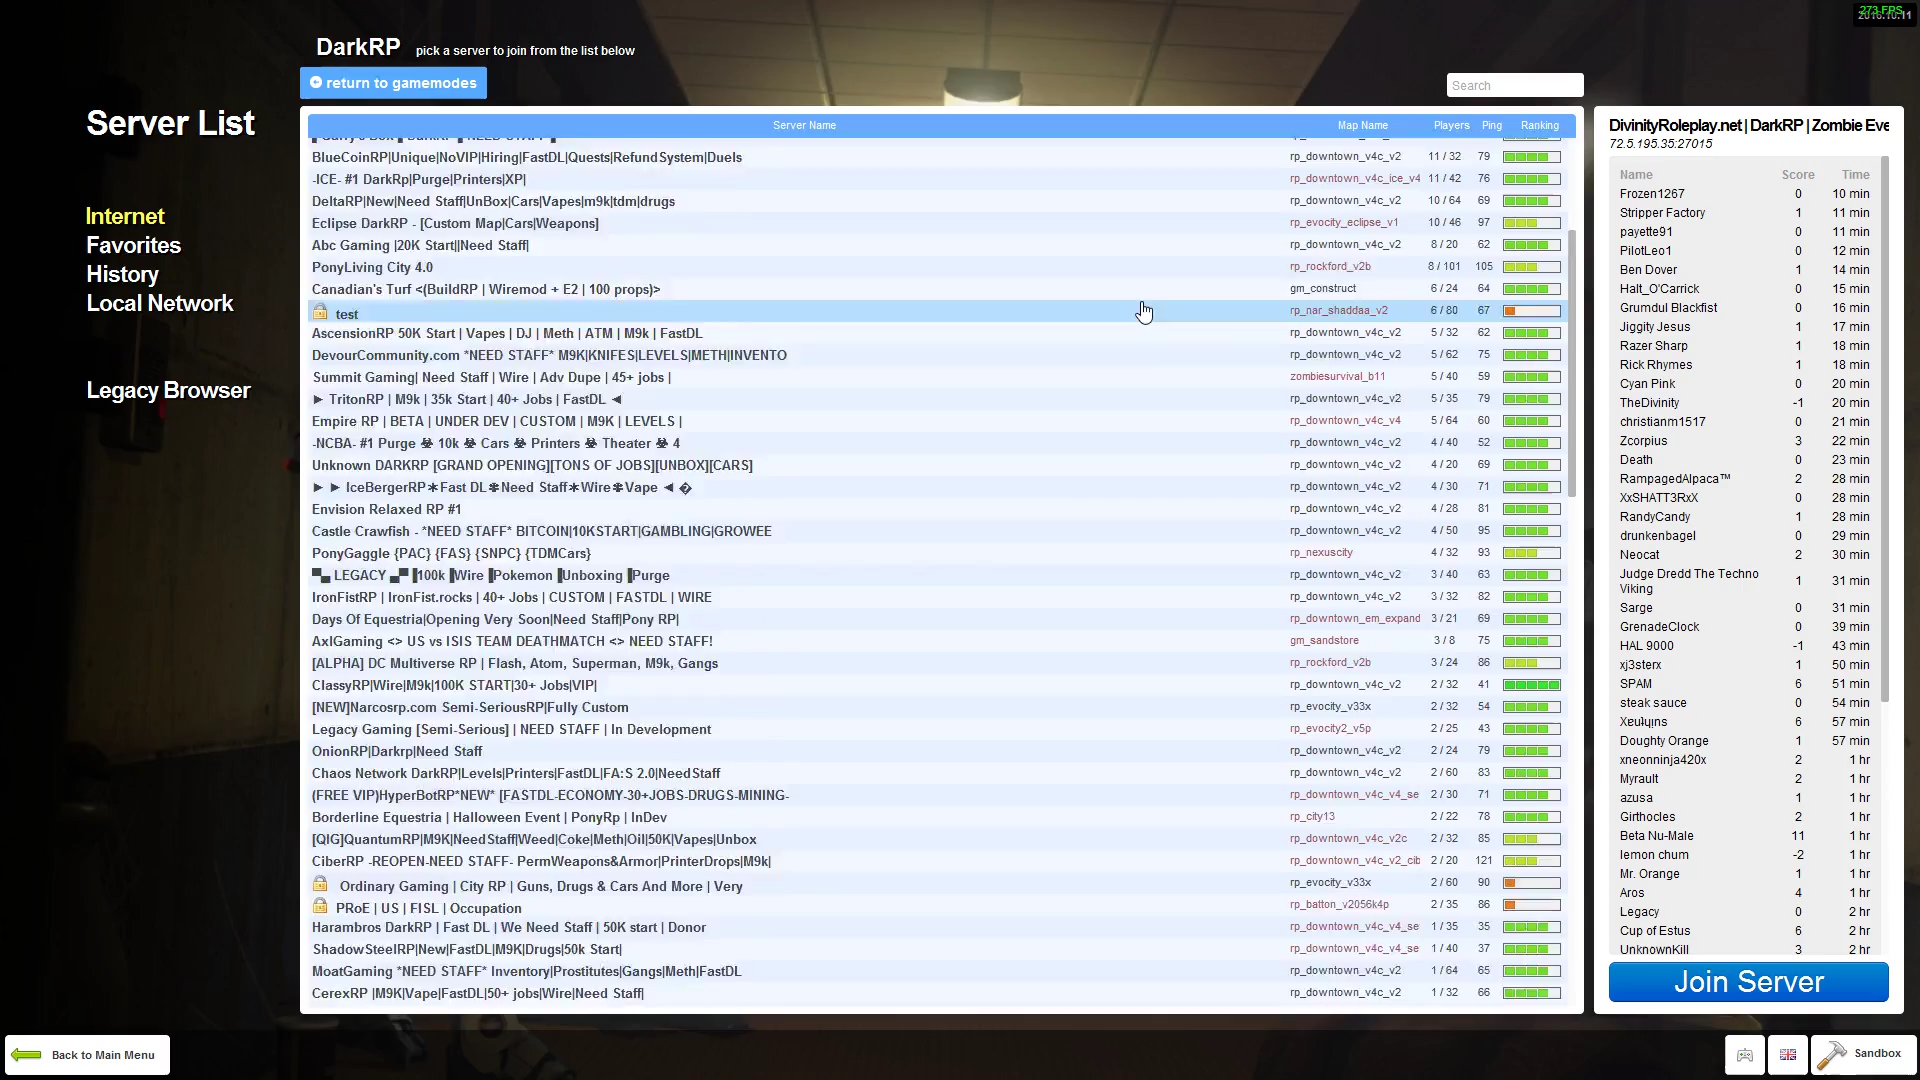 273 FPS
DarkRP pick a server to join from the list below
return to gamemodes
Search
Server List
Internet
Favorites
History
Local Network
Legacy Browser
Server Name Map Name Players Ping Ranking
BlueCoinRP|Unique|NoVIP|Hiring|FastDL|Quests|RefundSystem|Duels rp_downtown_v4c_v2 11 / 32 79
-ICE- #1 DarkRp|Purge|Printers|XP| rp_downtown_v4c_ice_v4 11 / 42 76
DeltaRP|New|Need Staff|UnBox|Cars|Vapes|m9k|tdm|drugs rp_downtown_v4c_v2 10 / 64 69
Eclipse DarkRP - [Custom Map|Cars|Weapons] rp_evocity_eclipse_v1 10 / 46 97
Abc Gaming |20K Start||Need Staff| rp_downtown_v4c_v2 8 / 20 62
PonyLiving City 4.0 rp_rockford_v2b 8 / 101 105
Canadian's Turf <(BuildRP | Wiremod + E2 | 100 props)> gm_construct 6 / 24 64
test rp_nar_shaddaa_v2 6 / 80 67
AscensionRP 50K Start | Vapes | DJ | Meth | ATM | M9k | FastDL rp_downtown_v4c_v2 5 / 32 62
DevourCommunity.com *NEED STAFF* M9K|KNIFES|LEVELS|METH|INVENTO rp_downtown_v4c_v2 5 / 62 75
Summit Gaming| Need Staff | Wire | Adv Dupe | 45+ jobs | zombiesurvival_b11 5 / 40 59
► TritonRP | M9k | 35k Start | 40+ Jobs | FastDL ◄ rp_downtown_v4c_v2 5 / 35 79
Empire RP | BETA | UNDER DEV | CUSTOM | M9K | LEVELS | rp_downtown_v4c_v4 5 / 64 60
-NCBA- #1 Purge ☣ 10k ☣ Cars ☣ Printers ☣ Theater ☣ 4 rp_downtown_v4c_v2 4 / 40 52
Unknown DARKRP [GRAND OPENING][TONS OF JOBS][UNBOX][CARS] rp_downtown_v4c_v2 4 / 20 69
► ► IceBergerRP✶Fast DL✽Need Staff✶Wire✽Vape ◄ � rp_downtown_v4c_v2 4 / 30 71
Envision Relaxed RP #1 rp_downtown_v4c_v2 4 / 28 81
Castle Crawfish - *NEED STAFF* BITCOIN|10KSTART|GAMBLING|GROWEE rp_downtown_v4c_v2 4 / 50 95
PonyGaggle {PAC} {FAS} {SNPC} {TDMCars} rp_nexuscity 4 / 32 93
▀▄ LEGACY ▄▀ ▐100k▐Wire▐Pokemon▐Unboxing▐Purge rp_downtown_v4c_v2 3 / 40 63
IronFistRP | IronFist.rocks | 40+ Jobs | CUSTOM | FASTDL | WIRE rp_downtown_v4c_v2 3 / 32 82
Days Of Equestria|Opening Very Soon|Need Staff|Pony RP| rp_downtown_em_expand 3 / 21 69
AxlGaming <> US vs ISIS TEAM DEATHMATCH <> NEED STAFF! gm_sandstore 3 / 8 75
[ALPHA] DC Multiverse RP | Flash, Atom, Superman, M9k, Gangs rp_rockford_v2b 3 / 24 86
ClassyRP|Wire|M9k|100K START|30+ Jobs|VIP| rp_downtown_v4c_v2 2 / 32 41
[NEW]Narcosrp.com Semi-SeriousRP|Fully Custom rp_evocity_v33x 2 / 32 54
Legacy Gaming [Semi-Serious] | NEED STAFF | In Development rp_evocity2_v5p 2 / 25 43
OnionRP|Darkrp|Need Staff rp_downtown_v4c_v2 2 / 24 79
Chaos Network DarkRP|Levels|Printers|FastDL|FA:S 2.0|NeedStaff rp_downtown_v4c_v2 2 / 60 83
(FREE VIP)HyperBotRP*NEW* [FASTDL-ECONOMY-30+JOBS-DRUGS-MINING- rp_downtown_v4c_v4_se 2 / 30 71
Borderline Equestria | Halloween Event | PonyRp | InDev rp_city13 2 / 22 78
[QIG]QuantumRP|M9K|NeedStaff|Weed|Coke|Meth|Oil|50K|Vapes|Unbox rp_downtown_v4c_v2c 2 / 32 85
CiberRP -REOPEN-NEED STAFF- PermWeapons&Armor|PrinterDrops|M9k| rp_downtown_v4c_v2_cib 2 / 20 121
Ordinary Gaming | City RP | Guns, Drugs & Cars And More | Very rp_evocity_v33x 2 / 60 90
PRoE | US | FISL | Occupation rp_batton_v2056k4p 2 / 35 86
Harambros DarkRP | Fast DL | We Need Staff | 50K start | Donor rp_downtown_v4c_v4_se 1 / 35 35
ShadowSteelRP|New|FastDL|M9K|Drugs|50k Start| rp_downtown_v4c_v4_se 1 / 40 37
MoatGaming *NEED STAFF* Inventory|Prostitutes|Gangs|Meth|FastDL rp_downtown_v4c_v2 1 / 64 65
CerexRP |M9K|Vape|FastDL|50+ jobs|Wire|Need Staff| rp_downtown_v4c_v2 1 / 32 66
DivinityRoleplay.net | DarkRP | Zombie Eve
72.5.195.35:27015
Name Score Time
Frozen1267 0 10 min
Stripper Factory 1 11 min
payette91 0 11 min
PilotLeo1 0 12 min
Ben Dover 1 14 min
Halt_O'Carrick 0 15 min
Grumdul Blackfist 0 16 min
Jiggity Jesus 1 17 min
Razer Sharp 1 18 min
Rick Rhymes 1 18 min
Cyan Pink 0 20 min
TheDivinity -1 20 min
christianm1517 0 21 min
Zcorpius 3 22 min
Death 0 23 min
RampagedAlpaca™ 2 28 min
XxSHATT3RxX 0 28 min
RandyCandy 1 28 min
drunkenbagel 0 29 min
Neocat 2 30 min
Judge Dredd The Techno
Viking 1 31 min
Sarge 0 31 min
GrenadeClock 0 39 min
HAL 9000 -1 43 min
xj3sterx 1 50 min
SPAM 6 51 min
steak sauce 0 54 min
6 57 min
Doughty Orange 1 57 min
xneonninja420x 2 1 hr
Myrault 2 1 hr
azusa 1 1 hr
Girthocles 2 1 hr
Beta Nu-Male 11 1 hr
lemon chum -2 1 hr
Mr. Orange 1 1 hr
Aros 4 1 hr
Legacy 0 2 hr
Cup of Estus 6 2 hr
UnknownKill 3 2 hr
Join Server
Back to Main Menu
Sandbox